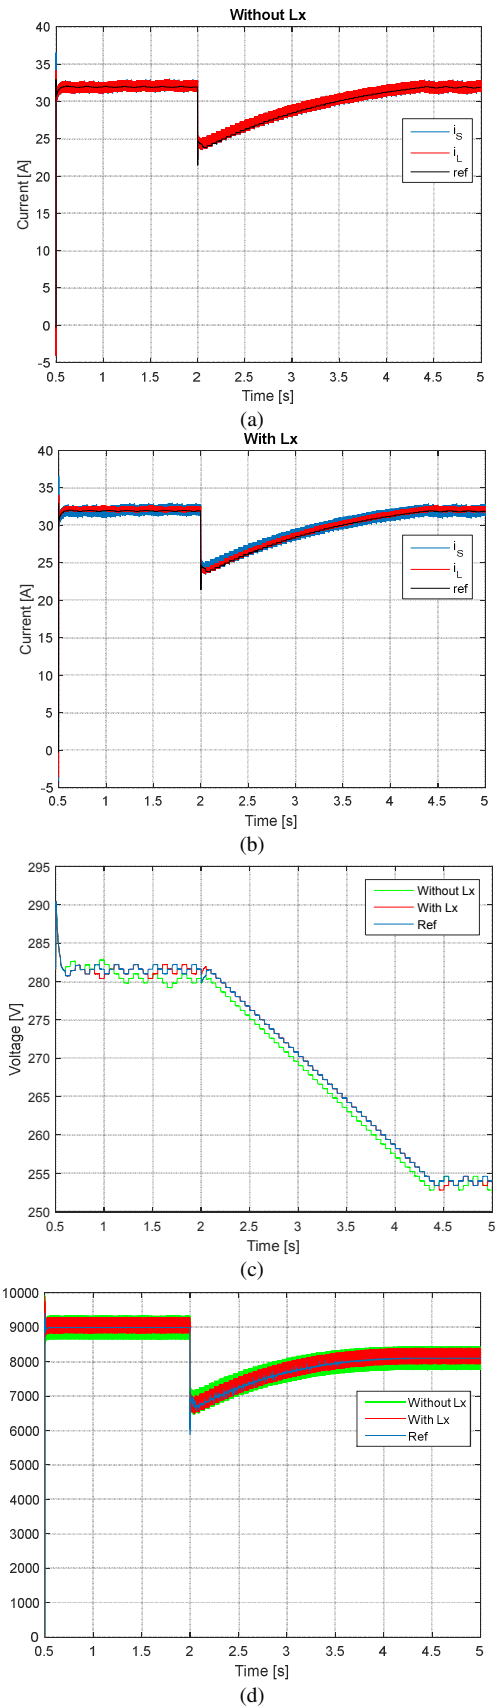 Without Lx
40
35
30
25
20
15
10
5
0
-5
Current [A]
i_S
i_L
ref
0.5 1 1.5 2 2.5 3 3.5 4 4.5 5
Time [s]
(a)
With Lx
40
35
30
25
20
15
10
5
0
-5
Current [A]
i_S
i_L
ref
0.5 1 1.5 2 2.5 3 3.5 4 4.5 5
Time [s]
(b)
295
290
285
280
275
270
265
260
255
250
Voltage [V]
Without Lx
With Lx
Ref
0.5 1 1.5 2 2.5 3 3.5 4 4.5 5
Time [s]
(c)
10000
9000
8000
7000
6000
5000
4000
3000
2000
1000
0
Without Lx
With Lx
Ref
0.5 1 1.5 2 2.5 3 3.5 4 4.5 5
Time [s]
(d)